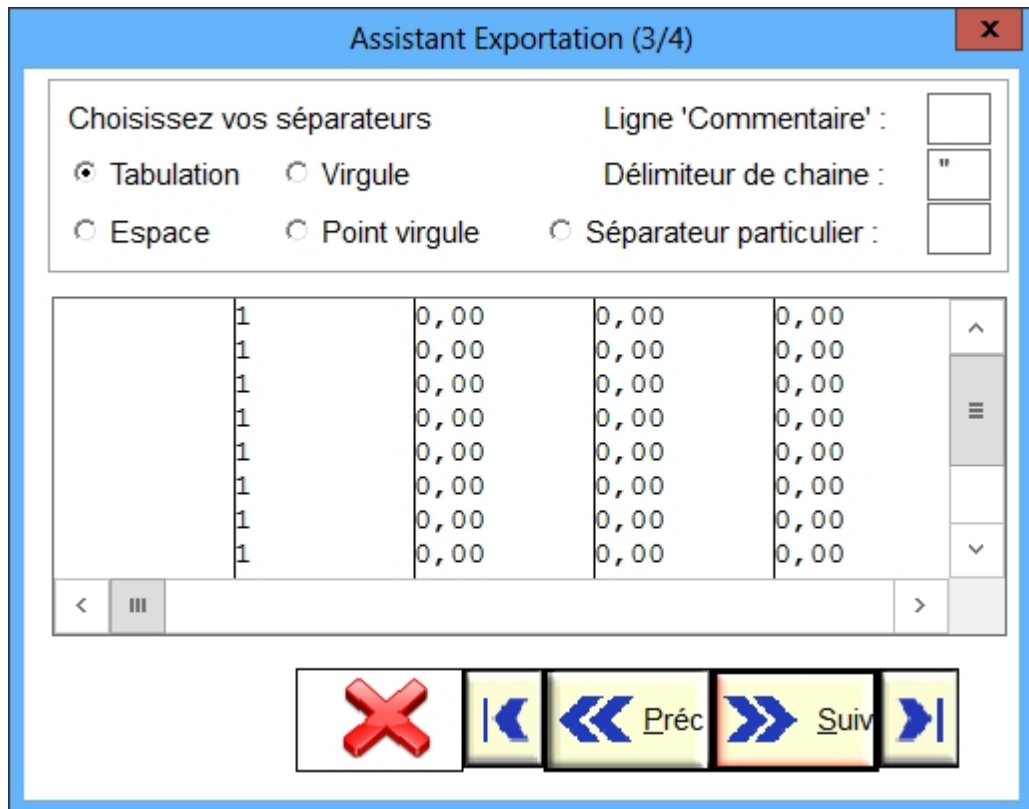 Assistant Exportation (3/4)
x
Choisissez vos séparateurs Ligne 'Commentaire' :
Tabulation Virgule Délimiteur de chaine : "
Espace Point virgule Séparateur particulier :
1 0,00 0,00 0,00
1 0,00 0,00 0,00
1 0,00 0,00 0,00
1 0,00 0,00 0,00
1 0,00 0,00 0,00
1 0,00 0,00 0,00
1 0,00 0,00 0,00
1 0,00 0,00 0,00
Préc Suiv